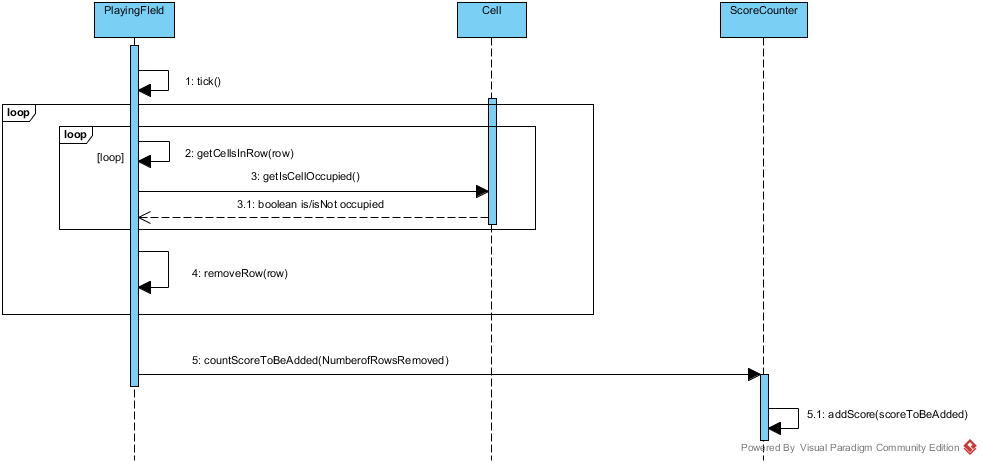 PlayingField
Cell
ScoreCounter
1: tick()
loop
loop
[loop]
2: getCellsInRow(row)
3: getIsCellOccupied()
3.1: boolean is/isNot occupied
4: removeRow(row)
5: countScoreToBeAdded(NumberofRowsRemoved)
5.1: addScore(scoreToBeAdded)
Powered By Visual Paradigm Community Edition